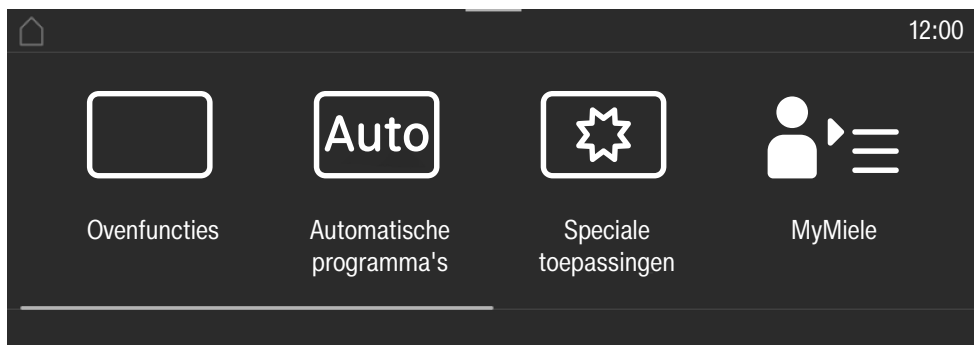 12:00
Auto
Ovenfuncties
Automatische
programma's
Speciale
toepassingen
MyMiele